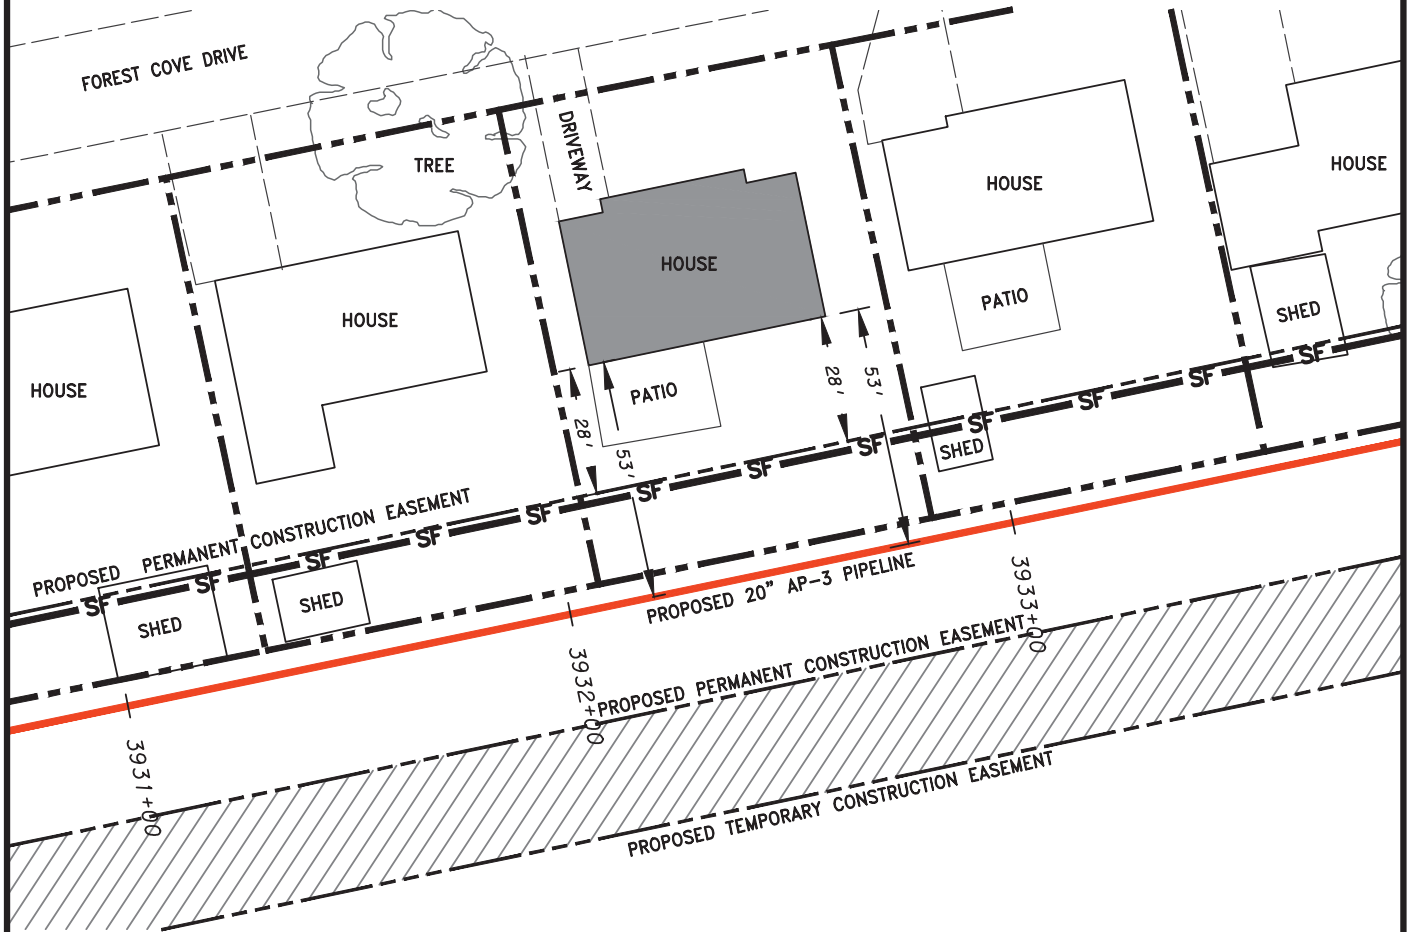 FOREST COVE DRIVE
DRIVEWAY
TREE
HOUSE
HOUSE
HOUSE
HOUSE
HOUSE
PATIO
PATIO
SHED
28'
53'
28'
53'
SF
SF
SF
SF
SF
SF
SF
SF
SF
SF
SF
SF
SHED
PROPOSED PERMANENT CONSTRUCTION EASEMENT
SHED
SHED
PROPOSED 20” AP-3 PIPELINE
3933+00
3932+00
3931+00
PROPOSED PERMANENT CONSTRUCTION EASEMENT
PROPOSED TEMPORARY CONSTRUCTION EASEMENT